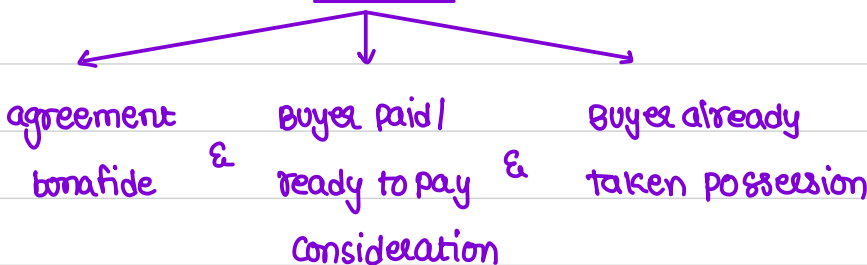 agreement
bonafide
&
Buyer paid/
ready to pay
consideration
&
Buyer already
taken possession